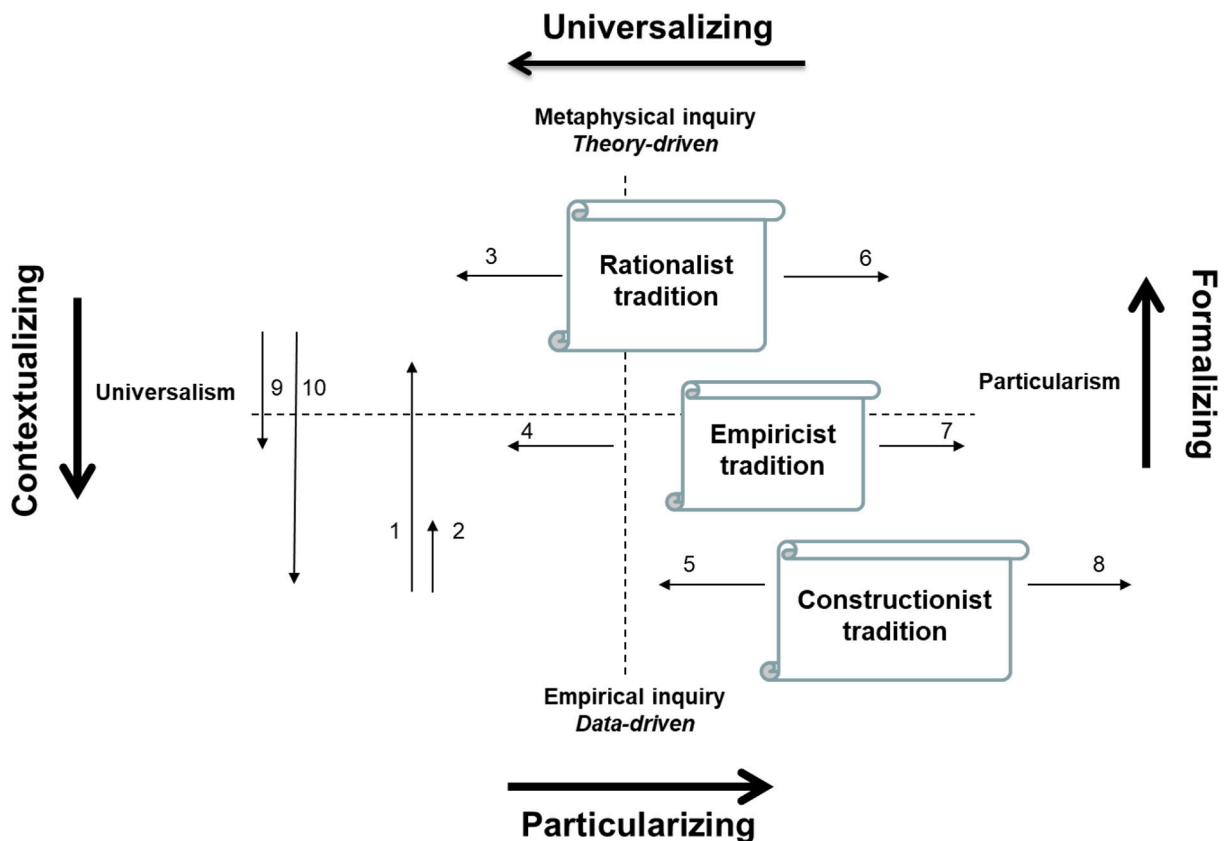 Universalizing
Metaphysical inquiry
Theory-driven
3
Rationalist
tradition
6
Contextualizing
Formalizing
Universalism
9
10
Particularism
4
Empiricist
tradition
7
1
2
5
Constructionist
tradition
8
Empirical inquiry
Data-driven
Particularizing